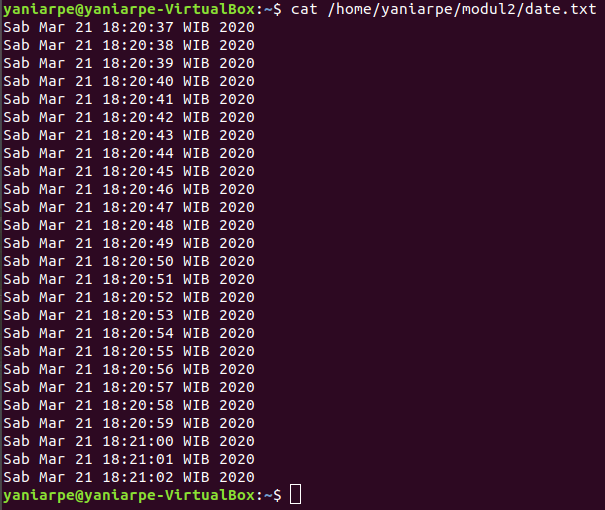 yaniarpe@yaniarpe-VirtualBox:~$ cat /home/yaniarpe/modul2/date.txt
Sab Mar 21 18:20:37 WIB 2020
Sab Mar 21 18:20:38 WIB 2020
Sab Mar 21 18:20:39 WIB 2020
Sab Mar 21 18:20:40 WIB 2020
Sab Mar 21 18:20:41 WIB 2020
Sab Mar 21 18:20:42 WIB 2020
Sab Mar 21 18:20:43 WIB 2020
Sab Mar 21 18:20:44 WIB 2020
Sab Mar 21 18:20:45 WIB 2020
Sab Mar 21 18:20:46 WIB 2020
Sab Mar 21 18:20:47 WIB 2020
Sab Mar 21 18:20:48 WIB 2020
Sab Mar 21 18:20:49 WIB 2020
Sab Mar 21 18:20:50 WIB 2020
Sab Mar 21 18:20:51 WIB 2020
Sab Mar 21 18:20:52 WIB 2020
Sab Mar 21 18:20:53 WIB 2020
Sab Mar 21 18:20:54 WIB 2020
Sab Mar 21 18:20:55 WIB 2020
Sab Mar 21 18:20:56 WIB 2020
Sab Mar 21 18:20:57 WIB 2020
Sab Mar 21 18:20:58 WIB 2020
Sab Mar 21 18:20:59 WIB 2020
Sab Mar 21 18:21:00 WIB 2020
Sab Mar 21 18:21:01 WIB 2020
Sab Mar 21 18:21:02 WIB 2020
yaniarpe@yaniarpe-VirtualBox:~$